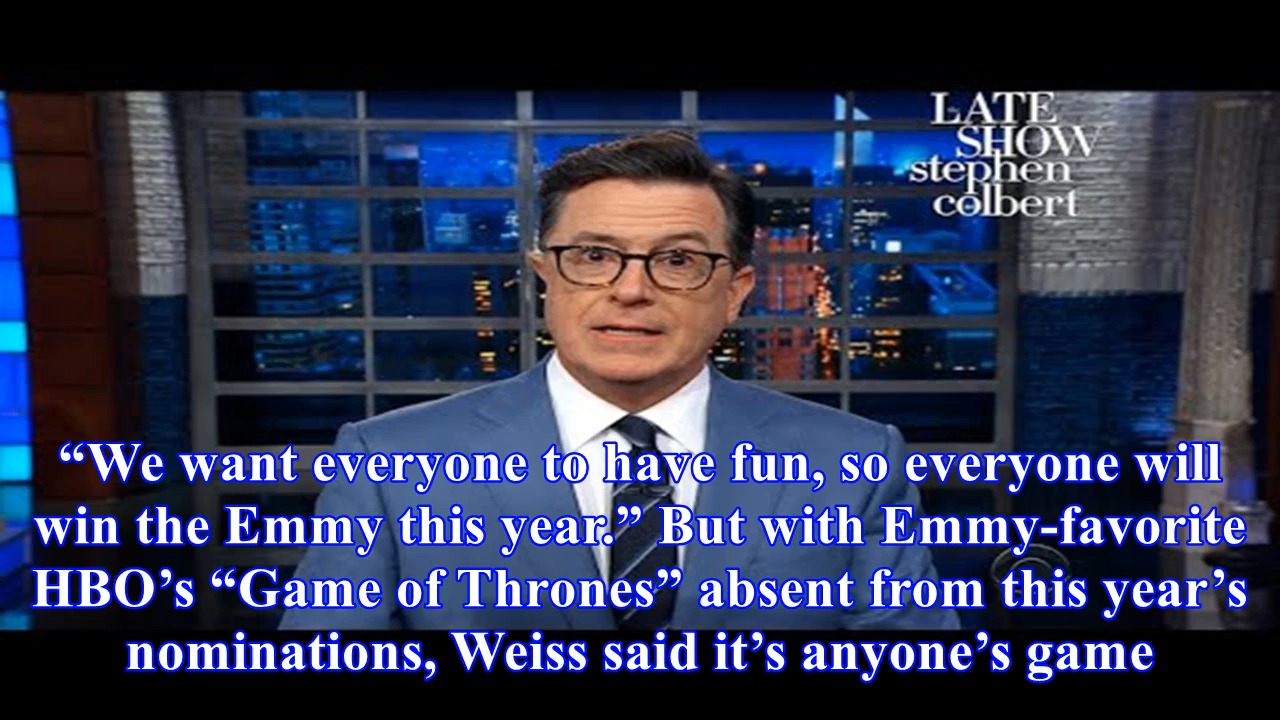 LATE
SHOW
stephen
colbert
“We want everyone to have fun, so everyone will
win the Emmy this year.” But with Emmy-favorite
HBO’s “Game of Thrones” absent from this year’s
nominations, Weiss said it’s anyone’s game